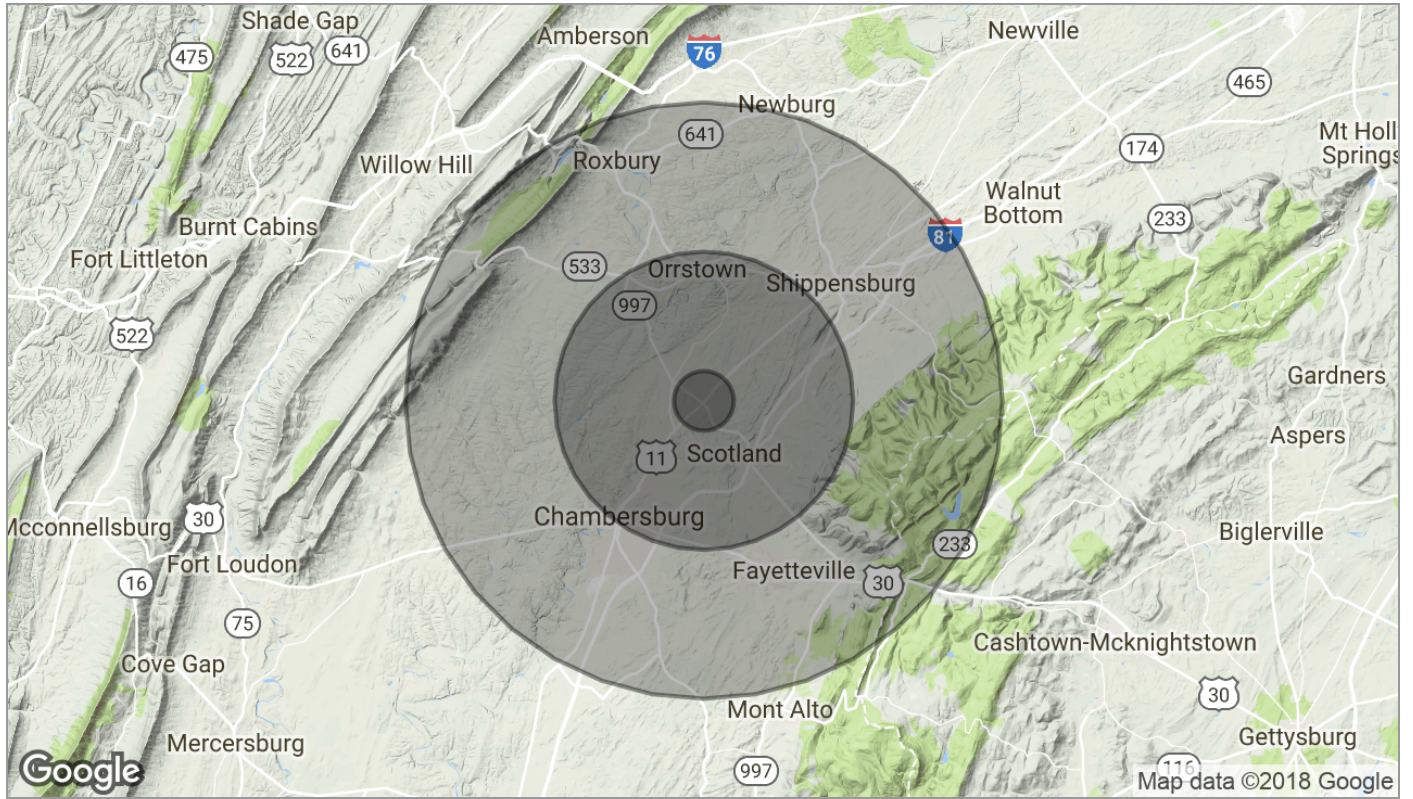 Shade Gap
475
522
641
Amberson
76
Newville
465
Newburg
641
174
Mt Holl
Springs
Willow Hill
Roxbury
Walnut
Bottom
233
Burnt Cabins
81
Fort Littleton
533
Orrstown
Shippensburg
997
522
Gardners
Aspers
11
Scotland
Mcconnellsburg
30
Chambersburg
Biglerville
233
Fort Loudon
Fayetteville
30
16
75
Cashtown-Mcknightstown
Cove Gap
30
Mont Alto
Mercersburg
Gettysburg
997
116
Google
Map data ©2018 Google